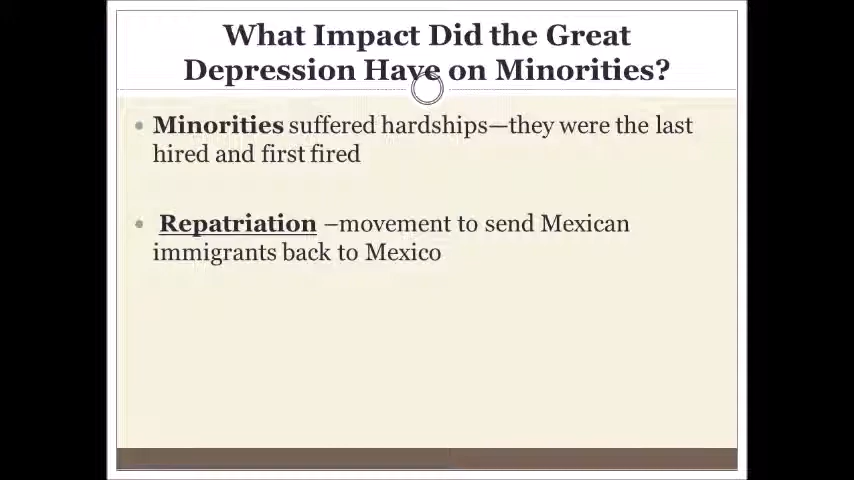 What Impact Did the Great
Depression Have on Minorities?
Minorities suffered hardships—they were the last
hired and first fired
Repatriation –movement to send Mexican
immigrants back to Mexico